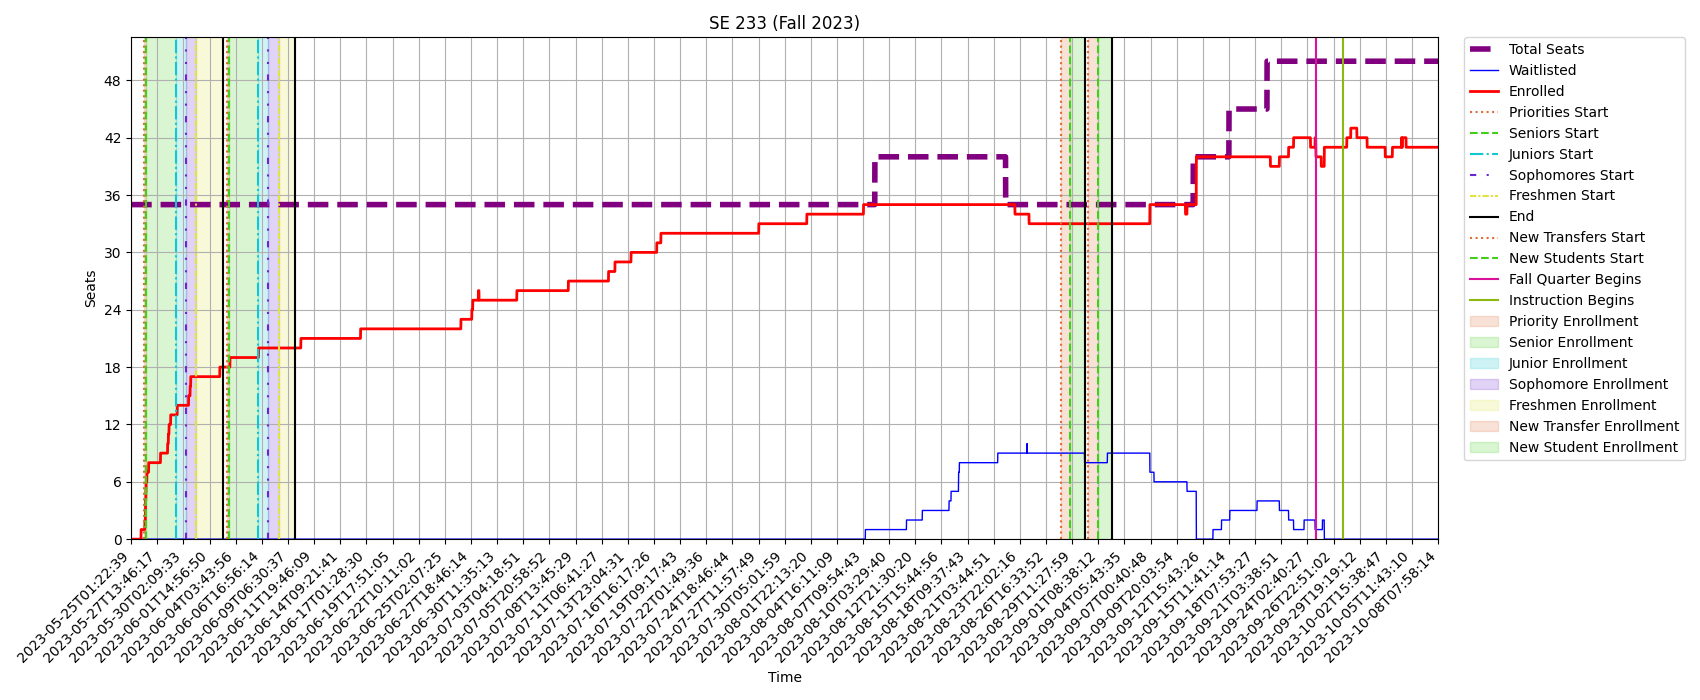 SE 233 (Fall 2023)
Seats
48
42
36
30
24
18
12
6
0
2023-05-25T01:22:39
2023-05-27T13:46:17
2023-05-30T02:09:33
2023-06-01T14:56:50
2023-06-04T03:43:56
2023-06-06T16:56:14
2023-06-09T06:30:37
2023-06-11T19:46:09
2023-06-14T09:21:41
2023-06-17T01:28:30
2023-06-19T17:51:05
2023-06-22T10:11:02
2023-06-25T02:07:25
2023-06-27T18:46:14
2023-06-30T11:35:13
2023-07-03T04:18:51
2023-07-05T20:58:52
2023-07-08T13:45:29
2023-07-11T06:41:27
2023-07-13T23:04:31
2023-07-16T16:17:26
2023-07-19T09:17:43
2023-07-22T01:49:36
2023-07-24T18:46:44
2023-07-27T11:57:49
2023-07-30T05:01:59
2023-08-01T22:13:20
2023-08-04T16:11:09
2023-08-07T09:54:43
2023-08-10T03:29:40
2023-08-12T21:30:20
2023-08-15T15:44:56
2023-08-18T09:37:43
2023-08-21T03:44:51
2023-08-23T22:02:16
2023-08-26T16:33:52
2023-08-29T11:27:59
2023-09-01T08:38:12
2023-09-04T05:43:35
2023-09-07T00:40:48
2023-09-09T20:03:54
2023-09-12T15:43:26
2023-09-15T11:41:14
2023-09-18T07:53:27
2023-09-21T03:38:51
2023-09-24T02:40:27
2023-09-26T22:51:02
2023-09-29T19:19:12
2023-10-02T15:38:47
2023-10-05T11:43:10
2023-10-08T07:58:14
Time
Total Seats
Waitlisted
Enrolled
Priorities Start
Seniors Start
Juniors Start
Sophomores Start
Freshmen Start
End
New Transfers Start
New Students Start
Fall Quarter Begins
Instruction Begins
Priority Enrollment
Senior Enrollment
Junior Enrollment
Sophomore Enrollment
Freshmen Enrollment
New Transfer Enrollment
New Student Enrollment